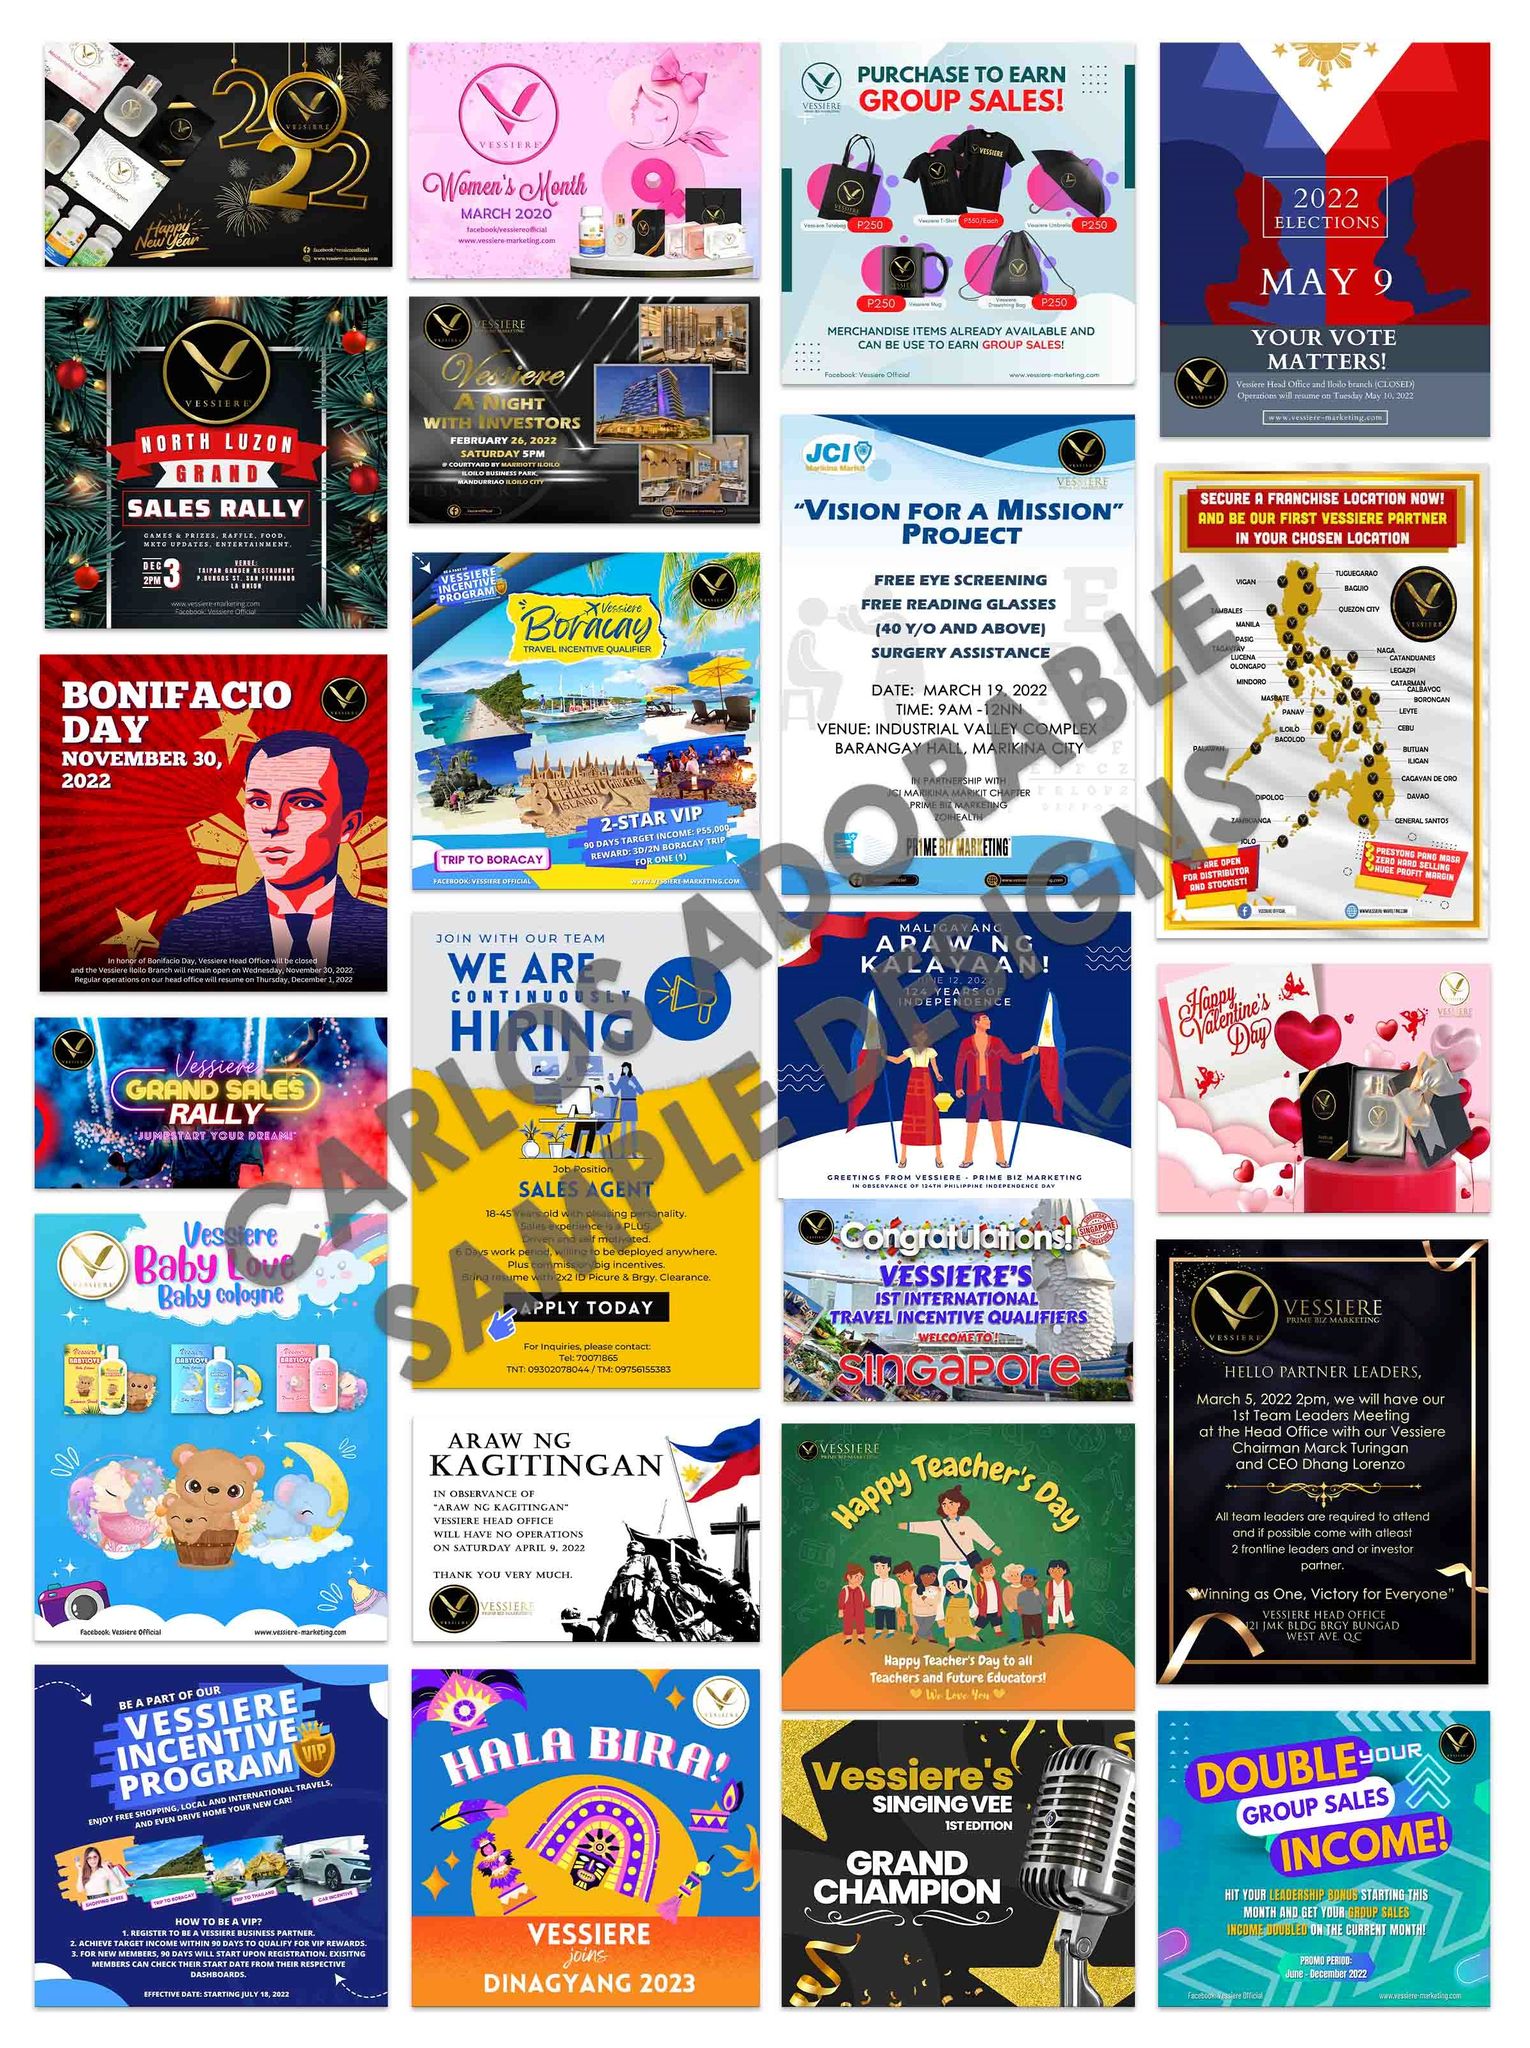 2022
VESSIERE
Happy
New Year
facebook/vessiereofficial
www.vessiere-marketing.com
VESSIERE
Women's Month
MARCH 2020
facebook/vessiereofficial
www.vessiere-marketing.com
VESSIERE
PURCHASE TO EARN
GROUP SALES!
VESSIERE
Vessiere Totebag
P250
Vessiere T-Shirt
P350/Each
Vessiere Umbrella
P250
P250
Vessiere Mug
Vessiere
Drawstring Bag
P250
MERCHANDISE ITEMS ALREADY AVAILABLE AND
CAN BE USE TO EARN GROUP SALES!
Facebook: Vessiere Official
www.vessiere-marketing.com
2022
ELECTIONS
MAY 9
YOUR VOTE
MATTERS!
Vessiere Head Office and Iloilo branch (CLOSED)
Operations will resume on Tuesday May 10, 2022
www.vessiere-marketing.com
VESSIERE
NORTH LUZON
GRAND
SALES RALLY
GAMES & PRIZES, RAFFLE, FOOD,
MKTG UPDATES, ENTERTAINMENT,
DEC 3
2PM
VENUE:
TAIPAN GARDEN RESTAURANT
P.BURGOS ST. SAN FERNANDO
LA UNION
www.vessiere-marketing.com
Facebook: Vessiere Official
VESSIERE
PRIME BIZ MARKETING
Vessiere
A NIGHT
WITH INVESTORS
FEBRUARY 26, 2022
SATURDAY 5PM
@ COURTYARD BY MARRIOTT ILOILO
ILOILO BUSINESS PARK,
MANDURRIAO ILOILO CITY
JCI
Marikina Marikit
VESSIERE
"VISION FOR A MISSION"
PROJECT
FREE EYE SCREENING
FREE READING GLASSES
(40 Y/O AND ABOVE)
SURGERY ASSISTANCE
DATE: MARCH 19, 2022
TIME: 9AM -12NN
VENUE: INDUSTRIAL VALLEY COMPLEX
BARANGAY HALL, MARIKINA CITY
IN PARTNERSHIP WITH
JCI MARIKINA MARIKIT CHAPTER
PRIME BIZ MARKETING
ZOIHEALTH
PRIME BIZ MARKETING
SECURE A FRANCHISE LOCATION NOW!
AND BE OUR FIRST VESSIERE PARTNER
IN YOUR CHOSEN LOCATION
TUGUEGARAO
VIGAN
BAGUIO
ZAMBALES
QUEZON CITY
MANILA
VESSIERE
PASIG
TAGAYTAY
NAGA
LUCENA
CATANDUANES
OLONGAPO
LEGAZPI
MINDORO
CATARMAN
CALBAYOG
MASBATE
BORONGAN
PANAY
LEYTE
ILOILO
CEBU
BACOLOD
PALAWAN
BUTUAN
ILIGAN
CAGAYAN DE ORO
DIPOLOG
DAVAO
ZAMBOANGA
GENERAL SANTOS
JOLO
WE ARE OPEN
FOR DISTRIBUTOR
AND STOCKIST!
PRESYONG PANG MASA
ZERO HARD SELLING
HUGE PROFIT MARGIN
VESSIERE OFFICIAL
WWW.VESSIERE-MARKETING.COM
BE A PART OF
VESSIERE
INCENTIVE
PROGRAM
Vessiere
Boracay
TRAVEL INCENTIVE QUALIFIER
2-STAR VIP
90 DAYS TARGET INCOME: P55,000
REWARD: 3D/2N BORACAY TRIP
FOR ONE (1)
TRIP TO BORACAY
FACEBOOK: VESSIERE OFFICIAL
WWW.VESSIERE-MARKETING.COM
BONIFACIO
DAY
NOVEMBER 30,
2022
In honor of Bonifacio Day, Vessiere Head Office will be closed
and the Vessiere Iloilo Branch will remain open on Wednesday, November 30, 2022.
Regular operations on our head office will resume on Thursday, December 1, 2022
JOIN WITH OUR TEAM
WE ARE
CONTINUOUSLY
HIRING
Job Position
SALES AGENT
18-45 Years old with pleasing personality.
Sales experience is a PLUS.
Driven and self motivated.
6 Days work period, willing to be deployed anywhere.
Plus commission/big incentives.
Bring resume with 2x2 ID Picure & Brgy. Clearance.
APPLY TODAY
For Inquiries, please contact:
Tel: 70071865
TNT: 09302078044 / TM: 09756155383
MALIGAYANG
ARAW NG
KALAYAAN!
JUNE 12, 2022
124 YEARS OF
INDEPENDENCE
GREETINGS FROM VESSIERE - PRIME BIZ MARKETING
IN OBSERVANCE OF 124TH PHILIPPINE INDEPENDENCE DAY
Happy
Valentine's
Day
VESSIERE
Vessiere
GRAND SALES
RALLY
"JUMPSTART YOUR DREAM!"
Vessiere
Baby Love
Baby Cologne
VESSIERE
Facebook: Vessiere Official
www.vessiere-marketing.com
Congratulations!
SINGAPORE
VESSIERE'S
1ST INTERNATIONAL
TRAVEL INCENTIVE QUALIFIERS
WELCOME TO!
SINGAPORE
VESSIERE
VESSIERE
PRIME BIZ MARKETING
HELLO PARTNER LEADERS,
March 5, 2022 2pm, we will have our
1st Team Leaders Meeting
at the Head Office with our Vessiere
Chairman Marck Turingan
and CEO Dhang Lorenzo
All team leaders are required to attend
and if possible come with atleast
2 frontline leaders and or investor
partner.
"Winning as One, Victory for Everyone"
VESSIERE HEAD OFFICE
121 JMK BLDG BRGY BUNGAD
WEST AVE. Q.C
ARAW NG
KAGITINGAN
IN OBSERVANCE OF
"ARAW NG KAGITINGAN"
VESSIERE HEAD OFFICE
WILL HAVE NO OPERATIONS
ON SATURDAY APRIL 9, 2022
THANK YOU VERY MUCH.
VESSIERE
PRIME BIZ MARKETING
VESSIERE
PRIME BIZ MARKETING
Happy Teacher's Day
Happy Teacher's Day to all
Teachers and Future Educators!
We Love You
BE A PART OF OUR
VESSIERE
INCENTIVE
PROGRAM
VIP
ENJOY FREE SHOPPING, LOCAL AND INTERNATIONAL TRAVELS,
AND EVEN DRIVE HOME YOUR NEW CAR!
SHOPPING SPREE
TRIP TO BORACAY
TRIP TO THAILAND
CAR INCENTIVE
HOW TO BE A VIP?
1. REGISTER TO BE A VESSIERE BUSINESS PARTNER.
2. ACHIEVE TARGET INCOME WITHIN 90 DAYS TO QUALIFY FOR VIP REWARDS.
3. FOR NEW MEMBERS, 90 DAYS WILL START UPON REGISTRATION. EXISITNG
MEMBERS CAN CHECK THEIR START DATE FROM THEIR RESPECTIVE
DASHBOARDS.
EFFECTIVE DATE: STARTING JULY 18, 2022
HALA BIRA!
VESSIERE
joins
DINAGYANG 2023
Vessiere's
SINGING VEE
1ST EDITION
GRAND
CHAMPION
DOUBLE YOUR
GROUP SALES
INCOME!
HIT YOUR LEADERSHIP BONUS STARTING THIS
MONTH AND GET YOUR GROUP SALES
INCOME DOUBLED ON THE CURRENT MONTH!
PROMO PERIOD:
June - December 2022
Facebook: Vessiere Official
www.vessiere-marketing.com
CARLOS ADORABLE
SAMPLE DESIGNS